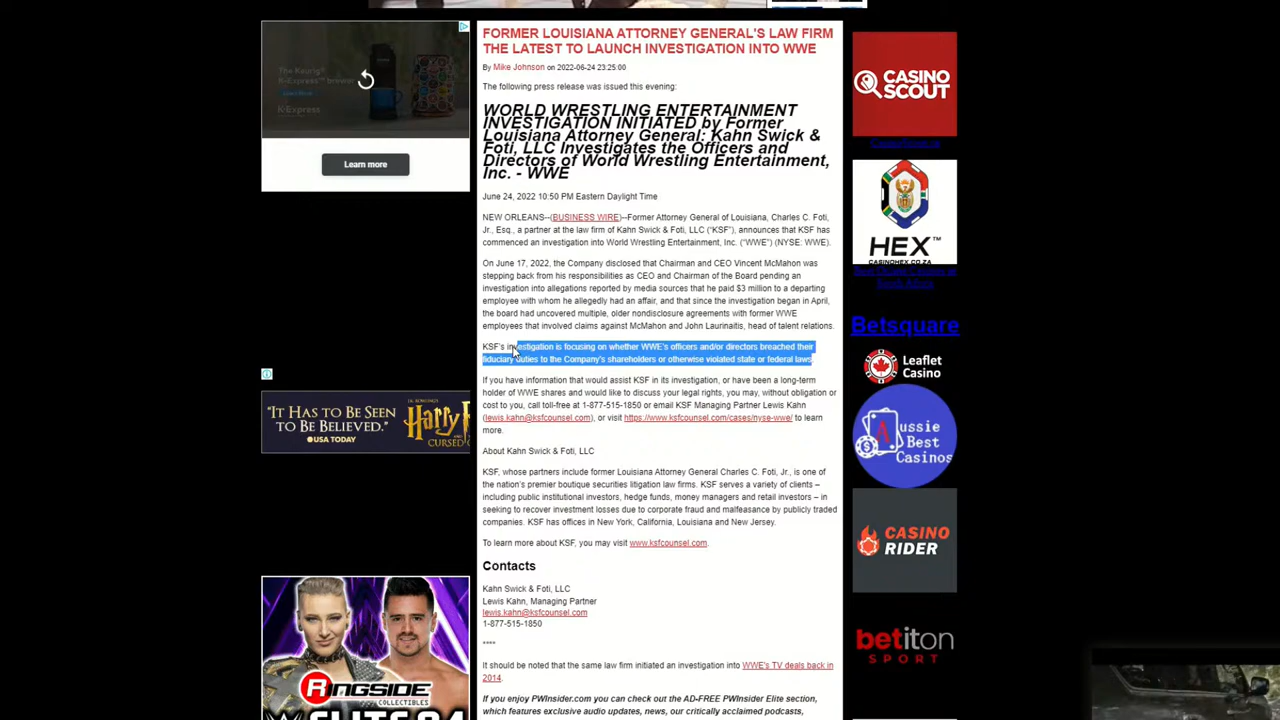 FORMER LOUISIANA ATTORNEY GENERAL'S LAW FIRM
THE LATEST TO LAUNCH INVESTIGATION INTO WWE
By Mike Johnson on 2022-06-24 23:25:00
The following press release was issued this evening:
WORLD WRESTLING ENTERTAINMENT
INVESTIGATION INITIATED by Former
Louisiana Attorney General: Kahn Swick &
Foti, LLC Investigates the Officers and
Directors of World Wrestling Entertainment,
Inc. - WWE
June 24, 2022 10:50 PM Eastern Daylight Time
NEW ORLEANS--(BUSINESS WIRE)--Former Attorney General of Louisiana, Charles C. Foti,
Jr., Esq., a partner at the law firm of Kahn Swick & Foti, LLC ("KSF"), announces that KSF has
commenced an investigation into World Wrestling Entertainment, Inc. ("WWE") (NYSE: WWE).
On June 17, 2022, the Company disclosed that Chairman and CEO Vincent McMahon was
stepping back from his responsibilities as CEO and Chairman of the Board pending an
investigation into allegations reported by media sources that he paid $3 million to a departing
employee with whom he allegedly had an affair, and that since the investigation began in April,
the board had uncovered multiple, older nondisclosure agreements with former WWE
employees that involved claims against McMahon and John Laurinaitis, head of talent relations.
KSF's investigation is focusing on whether WWE's officers and/or directors breached their
fiduciary duties to the Company's shareholders or otherwise violated state or federal laws.
If you have information that would assist KSF in its investigation, or have been a long-term
holder of WWE shares and would like to discuss your legal rights, you may, without obligation or
cost to you, call toll-free at 1-877-515-1850 or email KSF Managing Partner Lewis Kahn
(lewis.kahn@ksfcounsel.com), or visit https://www.ksfcounsel.com/cases/nyse-wwe/ to learn
more.
About Kahn Swick & Foti, LLC
KSF, whose partners include former Louisiana Attorney General Charles C. Foti, Jr., is one of
the nation's premier boutique securities litigation law firms. KSF serves a variety of clients –
including public institutional investors, hedge funds, money managers and retail investors – in
seeking to recover investment losses due to corporate fraud and malfeasance by publicly traded
companies. KSF has offices in New York, California, Louisiana and New Jersey.
To learn more about KSF, you may visit www.ksfcounsel.com.
Contacts
Kahn Swick & Foti, LLC
Lewis Kahn, Managing Partner
lewis.kahn@ksfcounsel.com
1-877-515-1850
****
It should be noted that the same law firm initiated an investigation into WWE's TV deals back in
2014.
If you enjoy PWInsider.com you can check out the AD-FREE PWInsider Elite section,
which features exclusive audio updates, news, our critically acclaimed podcasts,
The Keurig
K-Express™ brewer
Learn More
K-Express
Learn more
"IT HAS TO BE SEEN
TO BE BELIEVED."
USA TODAY
J.K. ROWLING'S
HARRY
CURSED
RINGSIDE
COLLECTIBLES
CASINO
SCOUT
HEX™
CASINOHEX.CO.ZA
Betsquare
Leaflet
Casino
Aussie
Best
Casinos
CASINO
RIDER
betiton
SPORT